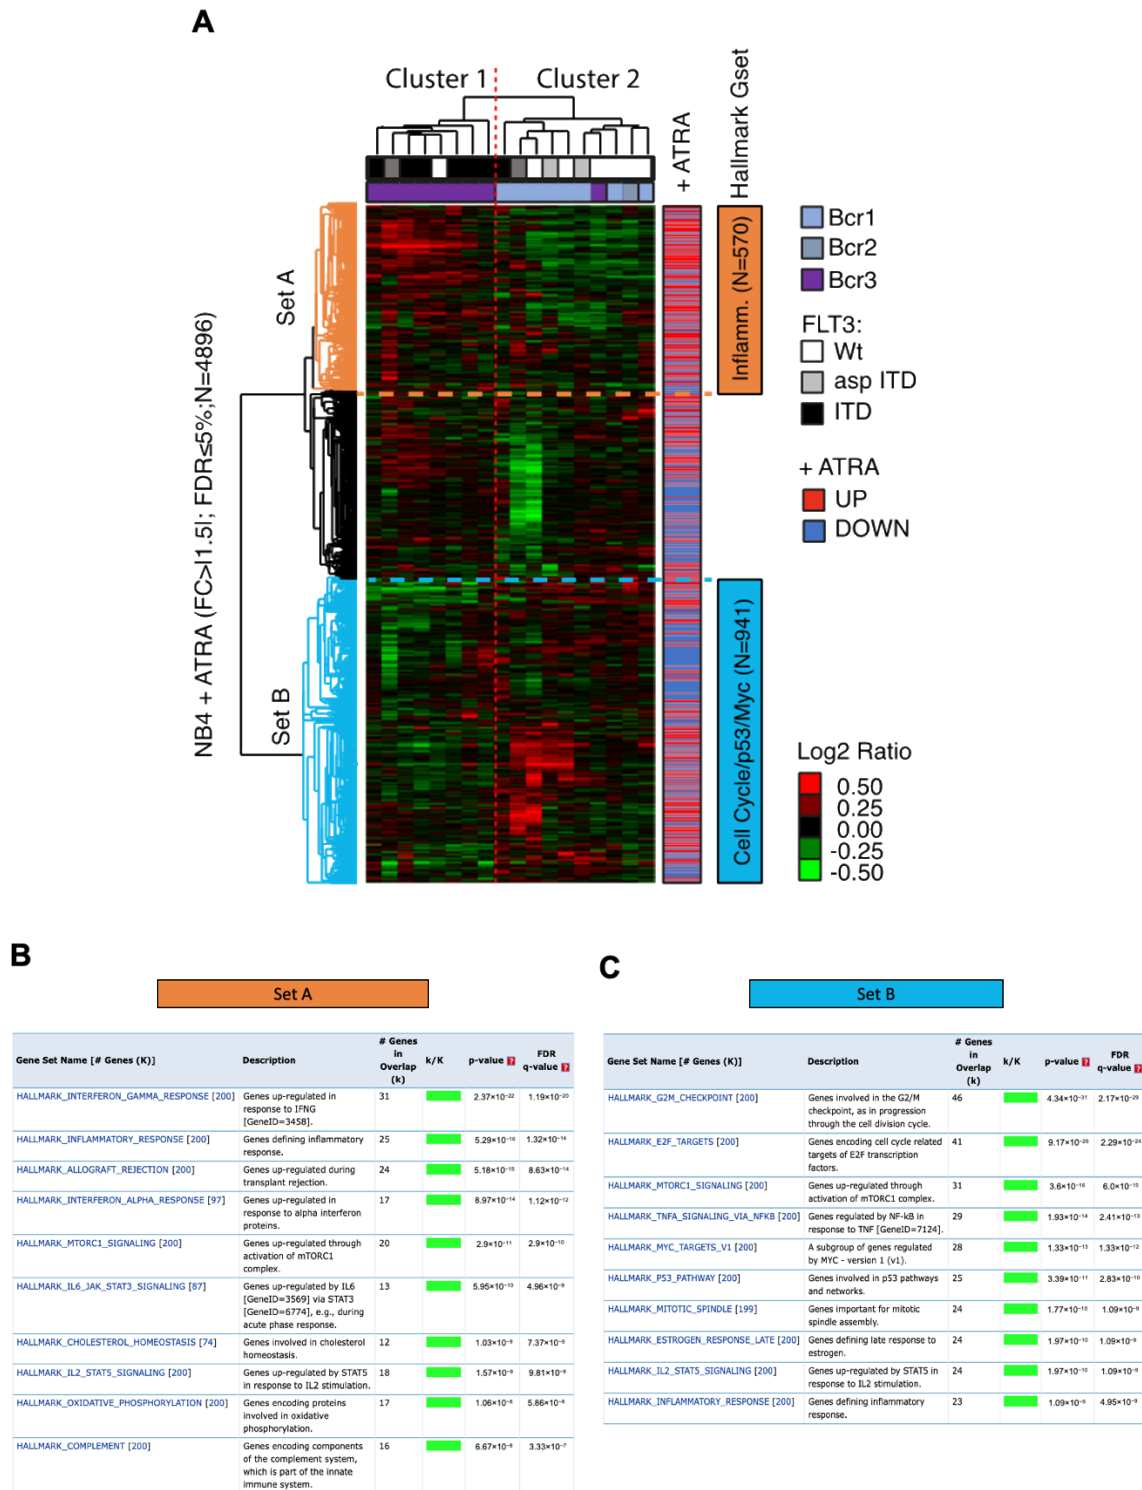 A
Cluster 1
Cluster 2
+ ATRA
Hallmark Gset
NB4 + ATRA (FC>I1.5I; FDR≤5%;N=4896)
Set A
Set B
Inflamm. (N=570)
Cell Cycle/p53/Myc (N=941)
Bcr1
Bcr2
Bcr3
FLT3:
Wt
asp ITD
ITD
+ ATRA
UP
DOWN
Log2 Ratio
0.50
0.25
0.00
-0.25
-0.50
B
Set A
Gene Set Name [# Genes (K)] Description # Genes in Overlap (k) k/K p-value ? FDR q-value ?
HALLMARK_INTERFERON_GAMMA_RESPONSE [200] Genes up-regulated in 31 2.37×10⁻²² 1.19×10⁻²⁰
response to IFNG
[GeneID=3458].
HALLMARK_INFLAMMATORY_RESPONSE [200] Genes defining inflammatory 25 5.29×10⁻¹⁶ 1.32×10⁻¹⁴
response.
HALLMARK_ALLOGRAFT_REJECTION [200] Genes up-regulated during 24 5.18×10⁻¹⁵ 8.63×10⁻¹⁴
transplant rejection.
HALLMARK_INTERFERON_ALPHA_RESPONSE [97] Genes up-regulated in 17 8.97×10⁻¹⁴ 1.12×10⁻¹²
response to alpha interferon
proteins.
HALLMARK_MTORC1_SIGNALING [200] Genes up-regulated through 20 2.9×10⁻¹¹ 2.9×10⁻¹⁰
activation of mTORC1
complex.
HALLMARK_IL6_JAK_STAT3_SIGNALING [87] Genes up-regulated by IL6 13 5.95×10⁻¹⁰ 4.96×10⁻⁹
[GeneID=3569] via STAT3
[GeneID=6774], e.g., during
acute phase response.
HALLMARK_CHOLESTEROL_HOMEOSTASIS [74] Genes involved in cholesterol 12 1.03×10⁻⁹ 7.37×10⁻⁹
homeostasis.
HALLMARK_IL2_STAT5_SIGNALING [200] Genes up-regulated by STAT5 18 1.57×10⁻⁹ 9.81×10⁻⁹
in response to IL2 stimulation.
HALLMARK_OXIDATIVE_PHOSPHORYLATION [200] Genes encoding proteins 17 1.06×10⁻⁸ 5.86×10⁻⁸
involved in oxidative
phosphorylation.
HALLMARK_COMPLEMENT [200] Genes encoding components 16 6.67×10⁻⁸ 3.33×10⁻⁷
of the complement system,
which is part of the innate
immune system.
C
Set B
Gene Set Name [# Genes (K)] Description # Genes in Overlap (k) k/K p-value ? FDR q-value ?
HALLMARK_G2M_CHECKPOINT [200] Genes involved in the G2/M 46 4.34×10⁻³¹ 2.17×10⁻²⁹
checkpoint, as in progression
through the cell division cycle.
HALLMARK_E2F_TARGETS [200] Genes encoding cell cycle related 41 9.17×10⁻²⁶ 2.29×10⁻²⁴
targets of E2F transcription
factors.
HALLMARK_MTORC1_SIGNALING [200] Genes up-regulated through 31 3.6×10⁻¹⁶ 6.0×10⁻¹⁵
activation of mTORC1 complex.
HALLMARK_TNFA_SIGNALING_VIA_NFKB [200] Genes regulated by NF-kB in 29 1.93×10⁻¹⁴ 2.41×10⁻¹³
response to TNF [GeneID=7124].
HALLMARK_MYC_TARGETS_V1 [200] A subgroup of genes regulated 28 1.33×10⁻¹³ 1.33×10⁻¹²
by MYC - version 1 (v1).
HALLMARK_P53_PATHWAY [200] Genes involved in p53 pathways 25 3.39×10⁻¹¹ 2.83×10⁻¹⁰
and networks.
HALLMARK_MITOTIC_SPINDLE [199] Genes important for mitotic 24 1.77×10⁻¹⁰ 1.09×10⁻⁹
spindle assembly.
HALLMARK_ESTROGEN_RESPONSE_LATE [200] Genes defining late response to 24 1.97×10⁻¹⁰ 1.09×10⁻⁹
estrogen.
HALLMARK_IL2_STAT5_SIGNALING [200] Genes up-regulated by STAT5 in 24 1.97×10⁻¹⁰ 1.09×10⁻⁹
response to IL2 stimulation.
HALLMARK_INFLAMMATORY_RESPONSE [200] Genes defining inflammatory 23 1.09×10⁻⁹ 4.95×10⁻⁹
response.